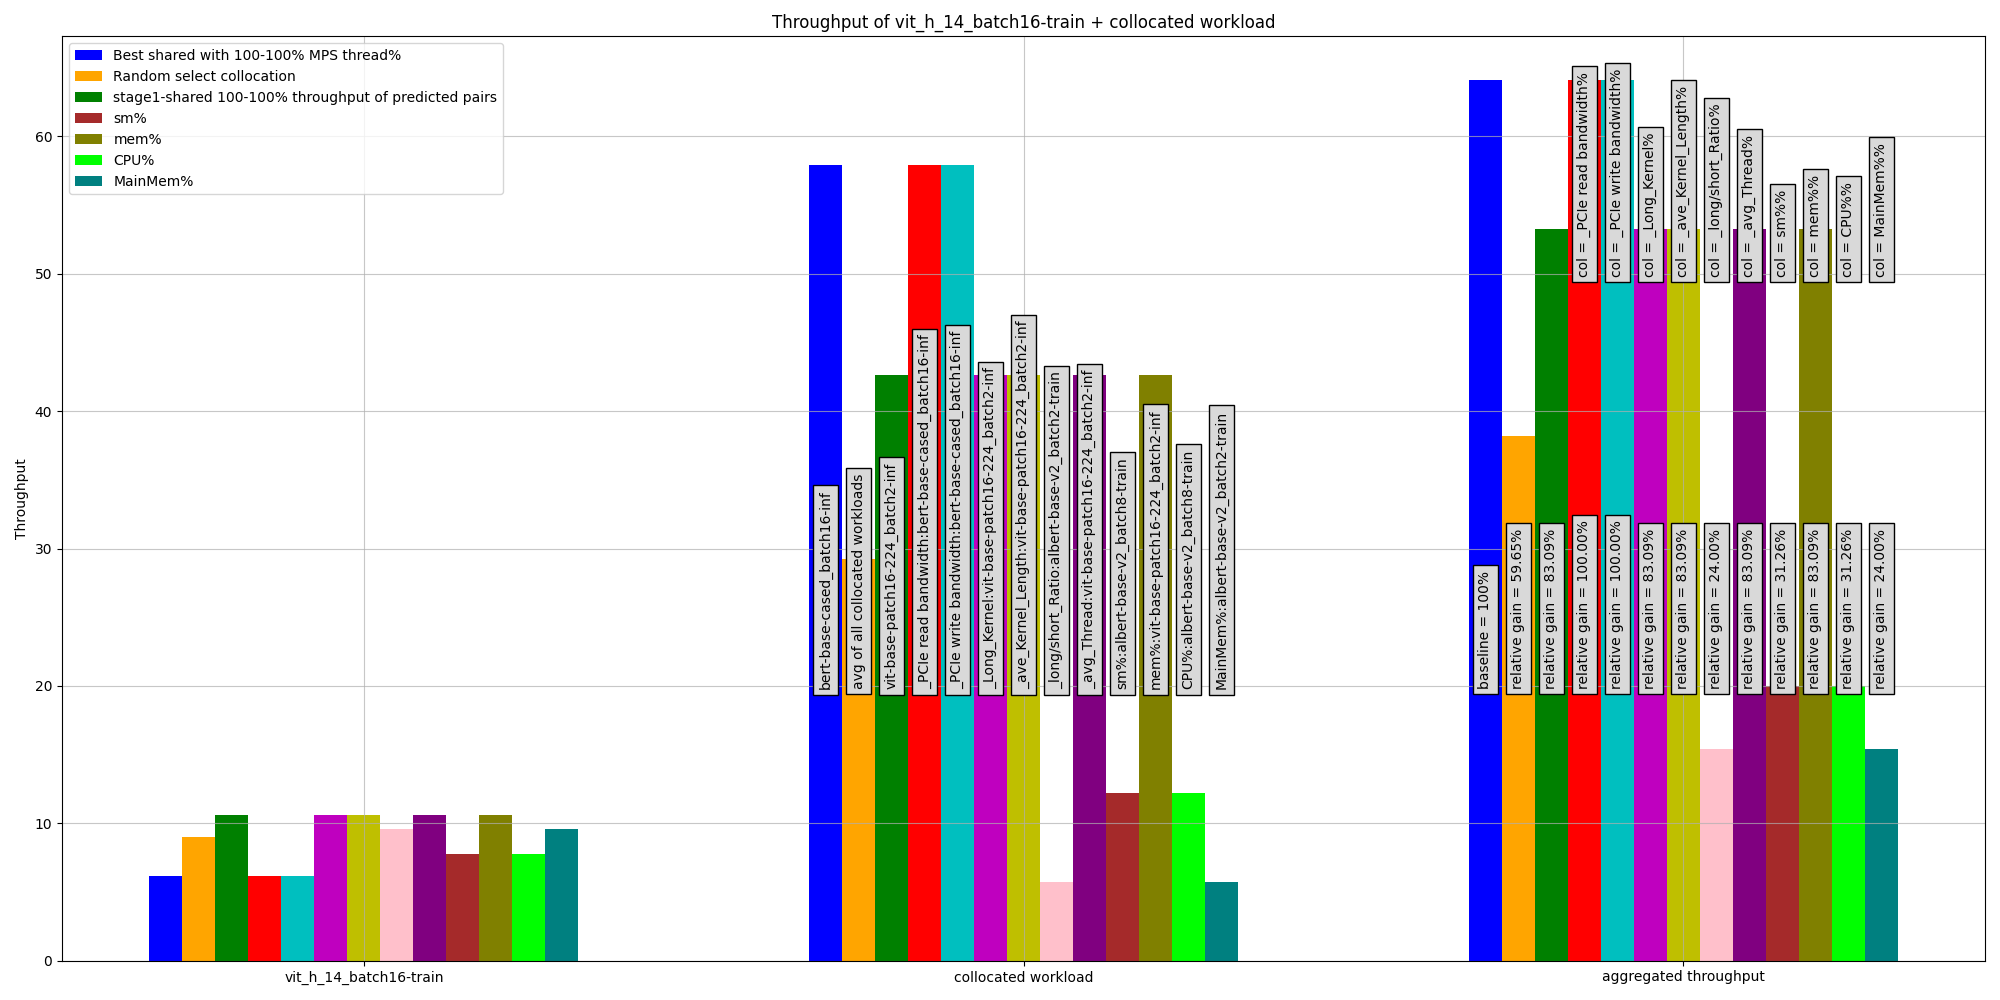 Throughput of vit_h_14_batch16-train + collocated workload
Best shared with 100-100% MPS thread%
Random select collocation
stage1-shared 100-100% throughput of predicted pairs
sm%
mem%
CPU%
MainMem%
Throughput
60
50
40
30
20
10
0
bert-base-cased_batch16-inf
avg of all collocated workloads
vit-base-patch16-224_batch2-inf
_PCIe read bandwidth:bert-base-cased_batch16-inf
_PCIe write bandwidth:bert-base-cased_batch16-inf
_Long_Kernel:vit-base-patch16-224_batch2-inf
_ave_Kernel_Length:vit-base-patch16-224_batch2-inf
_long/short_Ratio:albert-base-v2_batch2-train
_avg_Thread:vit-base-patch16-224_batch2-inf
sm%:albert-base-v2_batch8-train
mem%:vit-base-patch16-224_batch2-inf
CPU%:albert-base-v2_batch8-train
MainMem%:albert-base-v2_batch2-train
col = _PCIe read bandwidth%
col = _PCIe write bandwidth%
col = _Long_Kernel%
col = _ave_Kernel_Length%
col = _long/short_Ratio%
col = _avg_Thread%
col = sm%%
col = mem%%
col = CPU%%
col = MainMem%%
baseline = 100%
relative gain = 59.65%
relative gain = 83.09%
relative gain = 100.00%
relative gain = 100.00%
relative gain = 83.09%
relative gain = 83.09%
relative gain = 24.00%
relative gain = 83.09%
relative gain = 31.26%
relative gain = 83.09%
relative gain = 31.26%
relative gain = 24.00%
vit_h_14_batch16-train
collocated workload
aggregated throughput